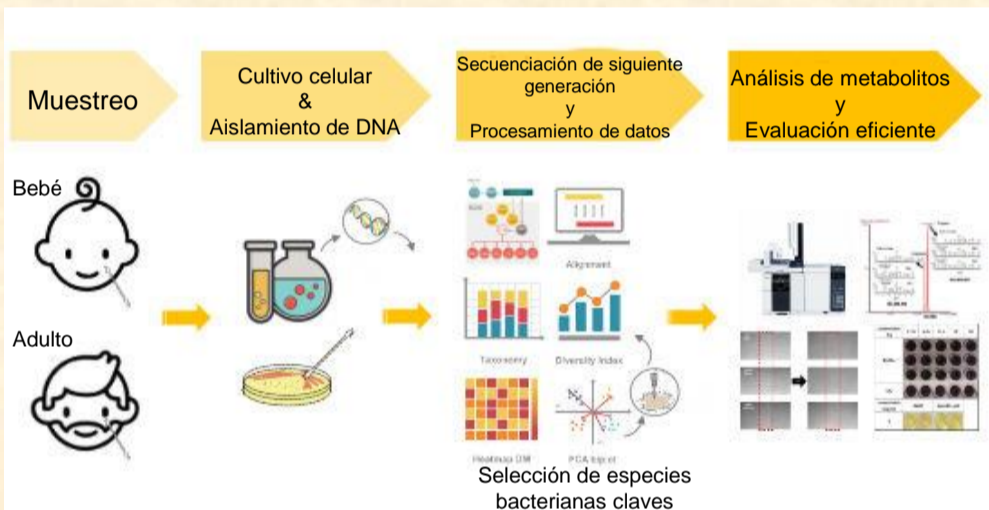 Muestreo
Cultivo celular
&
Aislamiento de DNA
Secuenciación de siguiente
generación
y
Procesamiento de datos
Análisis de metabolitos
y
Evaluación eficiente
Bebé
Adulto
Alignment
Taxonomy
Diversity Index
Heatmap OM
PCA biplot
Selección de especies
bacterianas claves